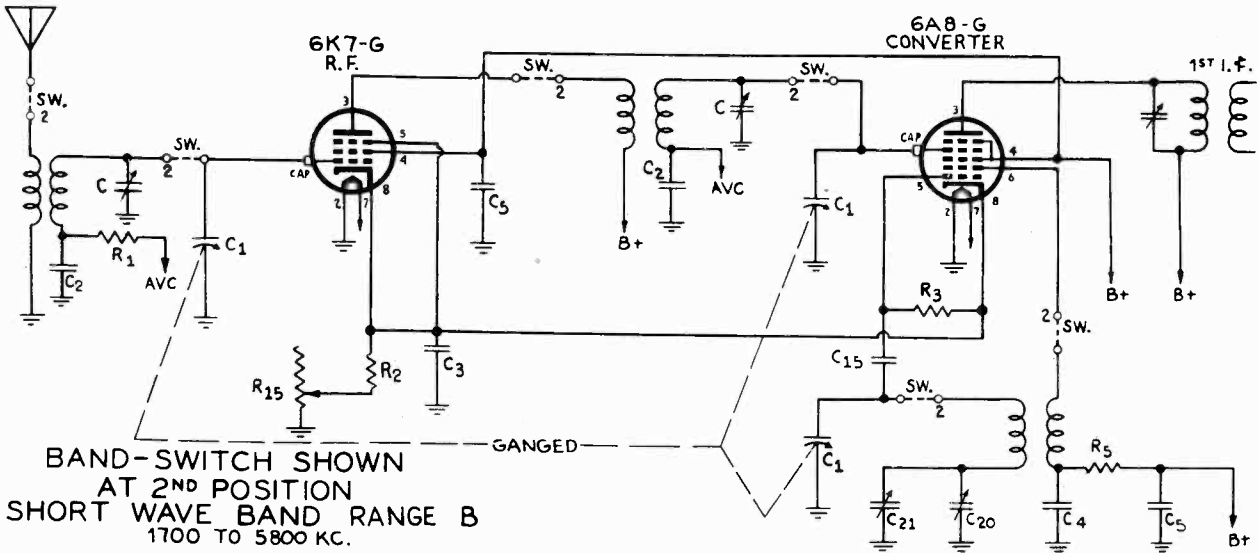 6K7-G
R.F.
6A8-G
CONVERTER
1ST I.F.
SW.
2
SW.
2
C
R1
C2
AVC
C1
CAP
3
5
4
8
2
7
C5
SW.
2
B+
C
C2
AVC
SW.
2
C1
CAP
3
4
6
5
2
7
8
B+
B+
R3
2
SW.
C15
R15
R2
C3
SW.
2
GANGED
C1
C21
C20
R5
C4
C5
B+
BAND-SWITCH SHOWN
AT 2ND POSITION
SHORT WAVE BAND RANGE B
1700 TO 5800 KC.